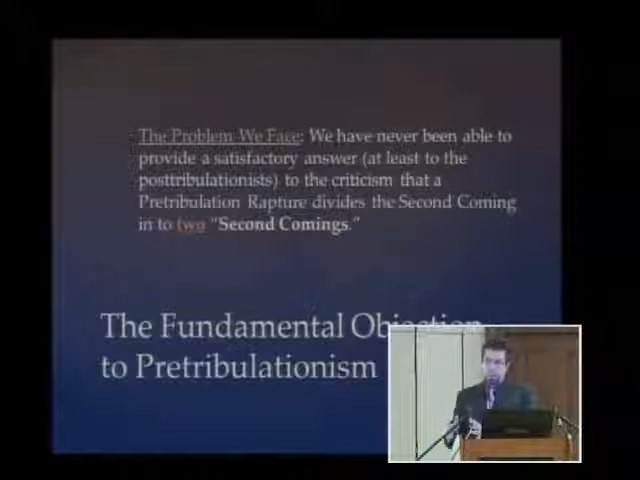 The Problem We Face: We have never been able to
provide a satisfactory answer (at least to the
posttribulationists) to the criticism that a
Pretribulation Rapture divides the Second Coming
in to two "Second Comings."
The Fundamental Objection
to Pretribulationism